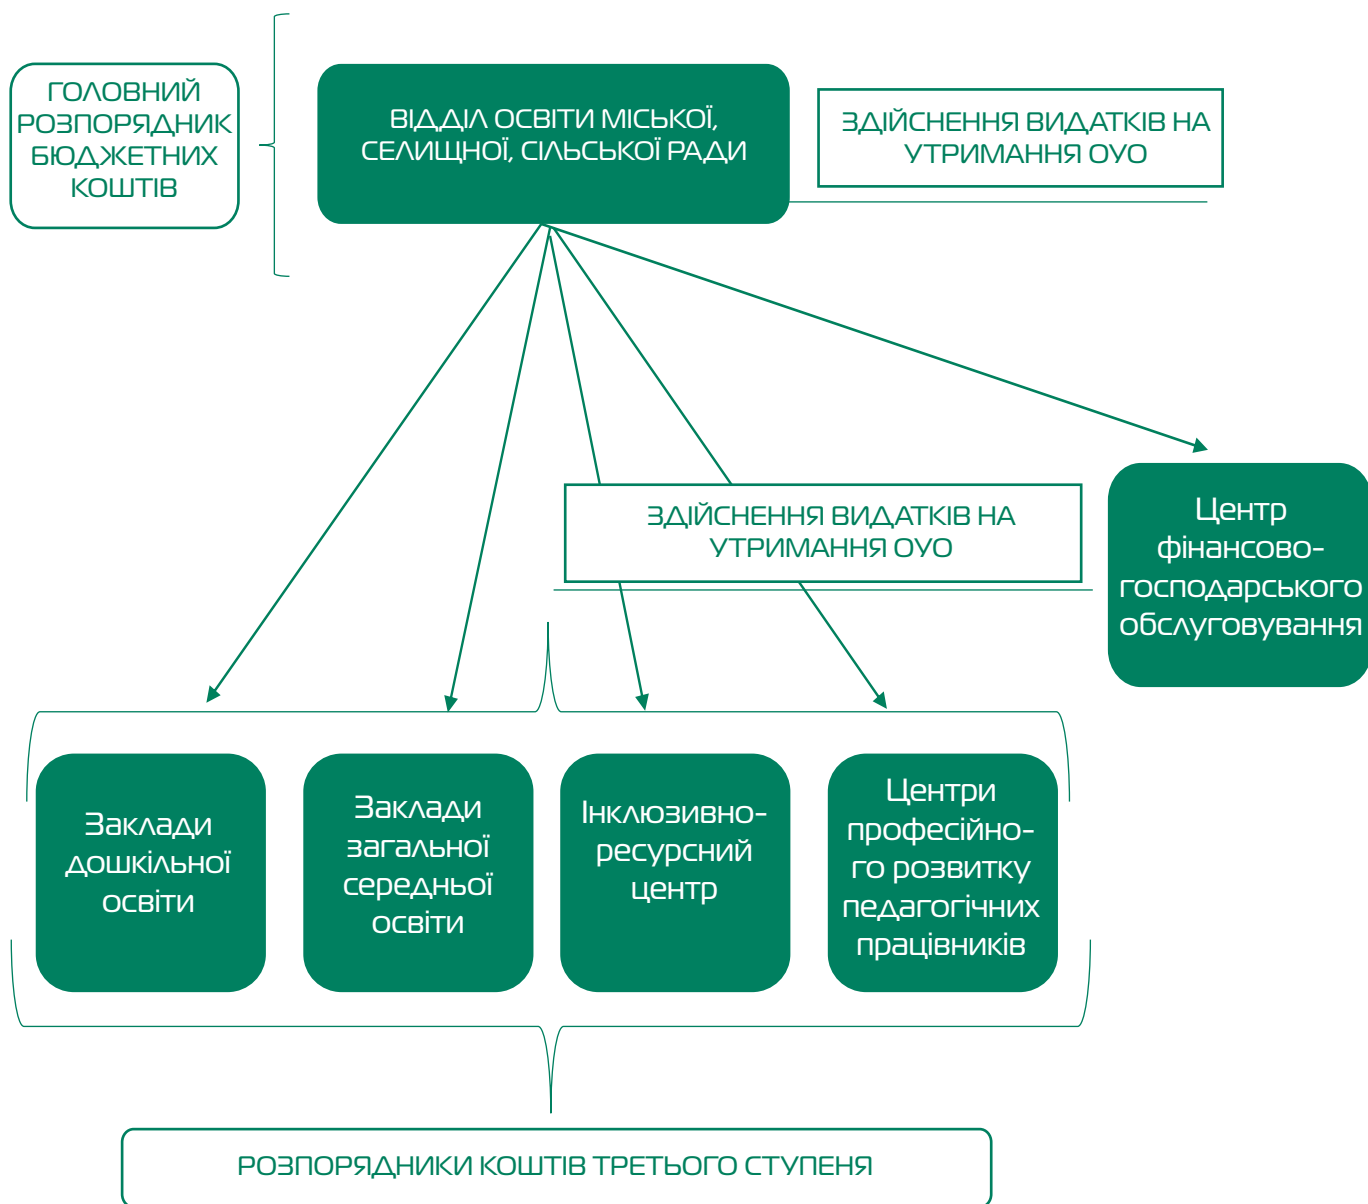 ГОЛОВНИЙ
РОЗПОРЯДНИК
БЮДЖЕТНИХ
КОШТІВ
ВІДДІЛ ОСВІТИ МІСЬКОЇ,
СЕЛИЩНОЇ, СІЛЬСЬКОЇ РАДИ
ЗДІЙСНЕННЯ ВИДАТКІВ НА
УТРИМАННЯ ОУО
ЗДІЙСНЕННЯ ВИДАТКІВ НА
УТРИМАННЯ ОУО
Центр
фінансово-
господарського
обслуговування
Заклади
дошкільної
освіти
Заклади
загальної
середньої
освіти
Інклюзивно-
ресурсний
центр
Центри
професійно-
го розвитку
педагогічних
працівників
РОЗПОРЯДНИКИ КОШТІВ ТРЕТЬОГО СТУПЕНЯ